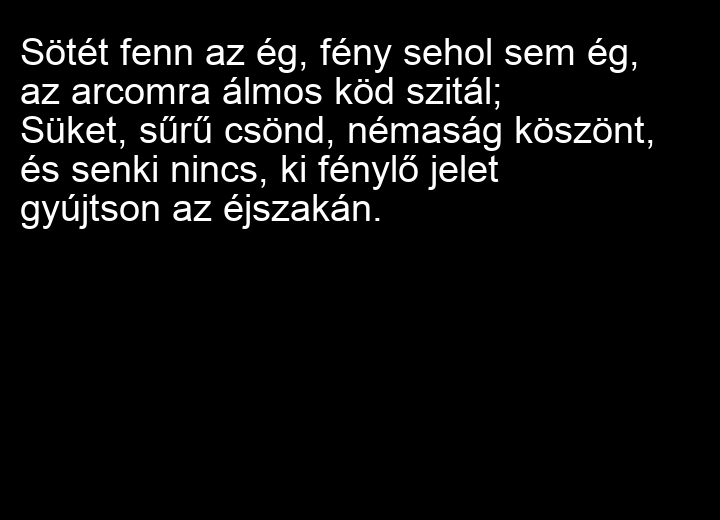 Sötét fenn az ég, fény sehol sem ég,
az arcomra álmos köd szitál;
Süket, sűrű csönd, némaság köszönt,
és senki nincs, ki fénylő jelet
gyújtson az éjszakán.